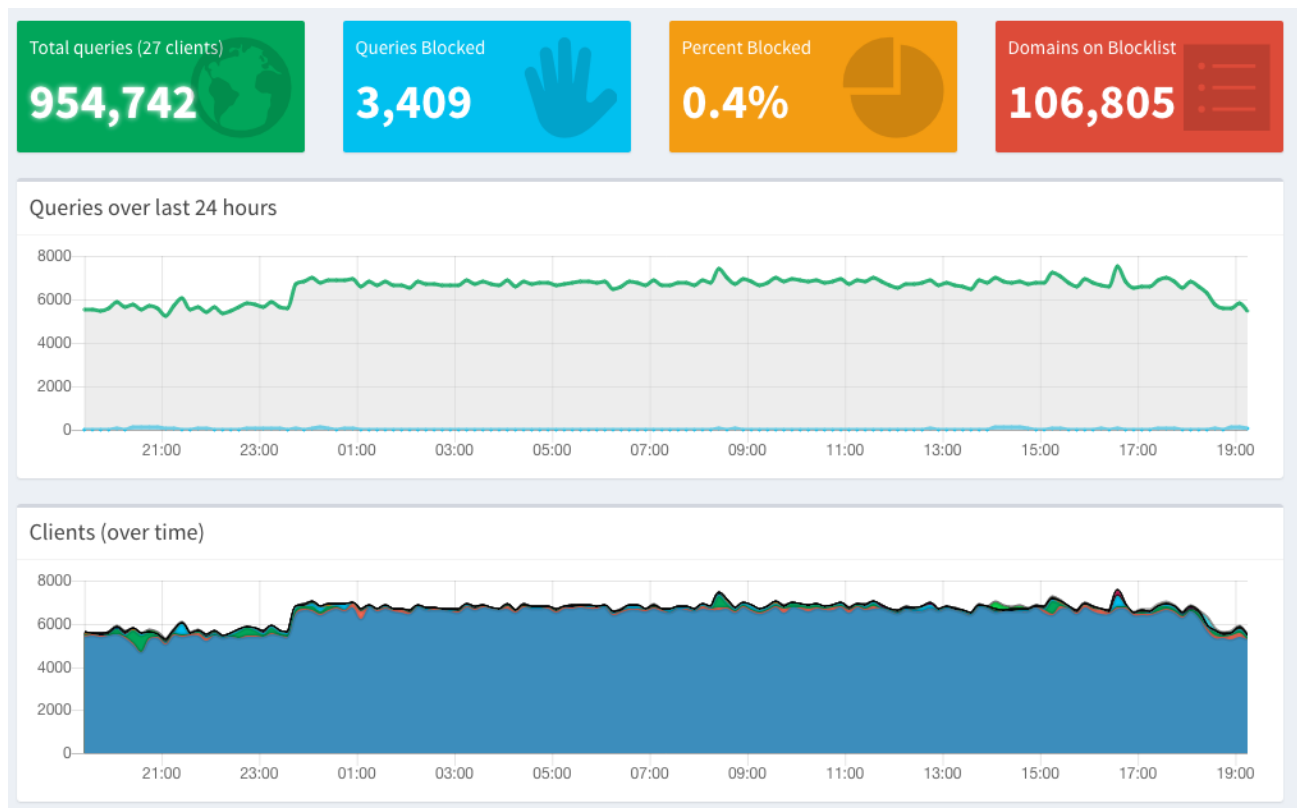 Total queries (27 clients)
954,742
Queries Blocked
3,409
Percent Blocked
0.4%
Domains on Blocklist
106,805
Queries over last 24 hours
8000
6000
4000
2000
0
21:00 23:00 01:00 03:00 05:00 07:00 09:00 11:00 13:00 15:00 17:00 19:00
Clients (over time)
8000
6000
4000
2000
0
21:00 23:00 01:00 03:00 05:00 07:00 09:00 11:00 13:00 15:00 17:00 19:00